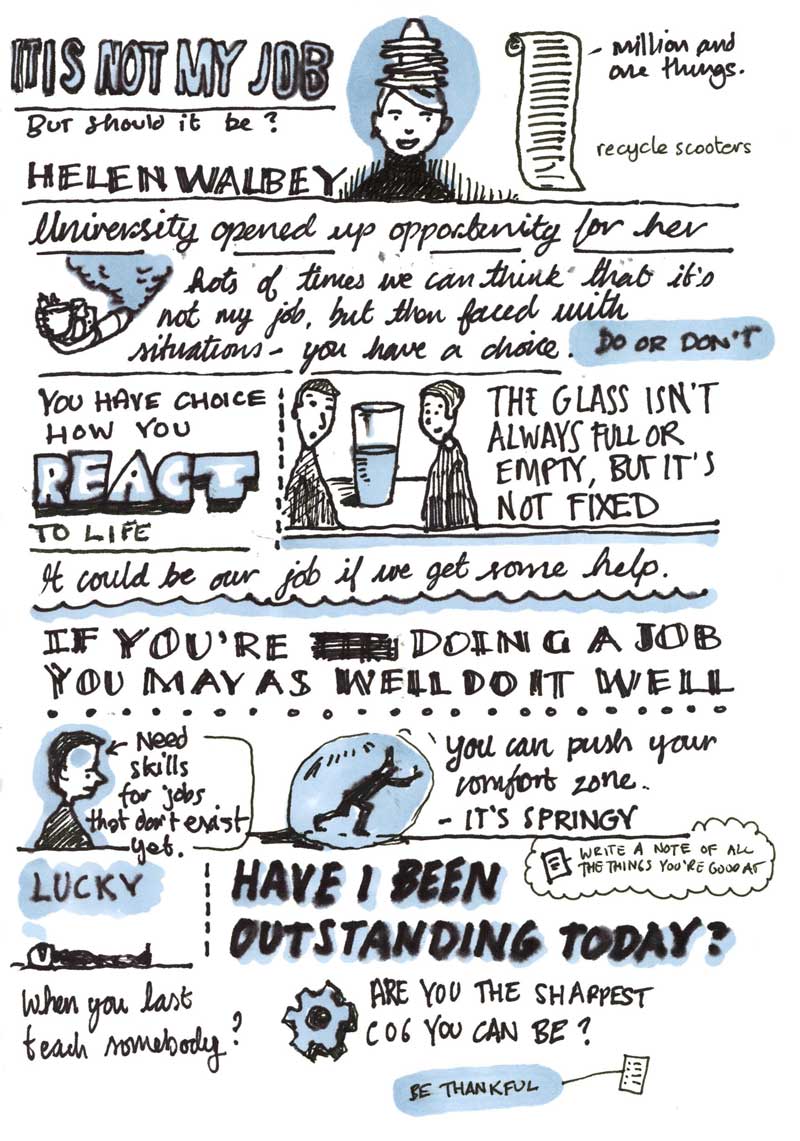 IT IS NOT MY JOB
But should it be?
HELEN WALBEY
million and
one things.
recycle scooters
University opened up opportunity for her
Lots of times we can think that it's
not my job, but then faced with
situations - you have a choice.
DO OR DON'T
YOU HAVE CHOICE
HOW YOU
REACT
TO LIFE
THE GLASS ISN'T
ALWAYS FULL OR
EMPTY, BUT IT'S
NOT FIXED
It could be our job if we get some help.
IF YOU'RE DOING A JOB
YOU MAY AS WELL DO IT WELL
Need
skills
for jobs
that don't exist
yet.
you can push your
comfort zone.
- IT'S SPRINGY
WRITE A NOTE OF ALL
THE THINGS YOU'RE GOOD AT
LUCKY
HAVE I BEEN
OUTSTANDING TODAY?
When you last
teach somebody?
ARE YOU THE SHARPEST
COG YOU CAN BE?
BE THANKFUL